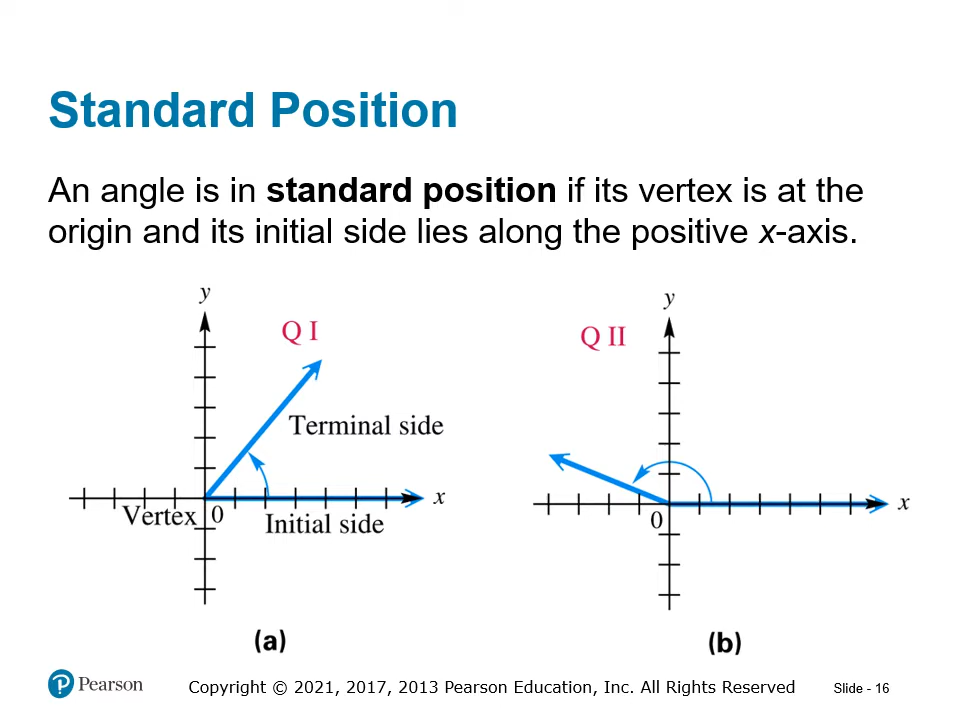 Standard Position
An angle is in standard position if its vertex is at the
origin and its initial side lies along the positive x-axis.
y
Q I
Terminal side
x
Vertex
0
Initial side
(a)
y
Q II
x
0
(b)
Pearson
Copyright © 2021, 2017, 2013 Pearson Education, Inc. All Rights Reserved
Slide - 16